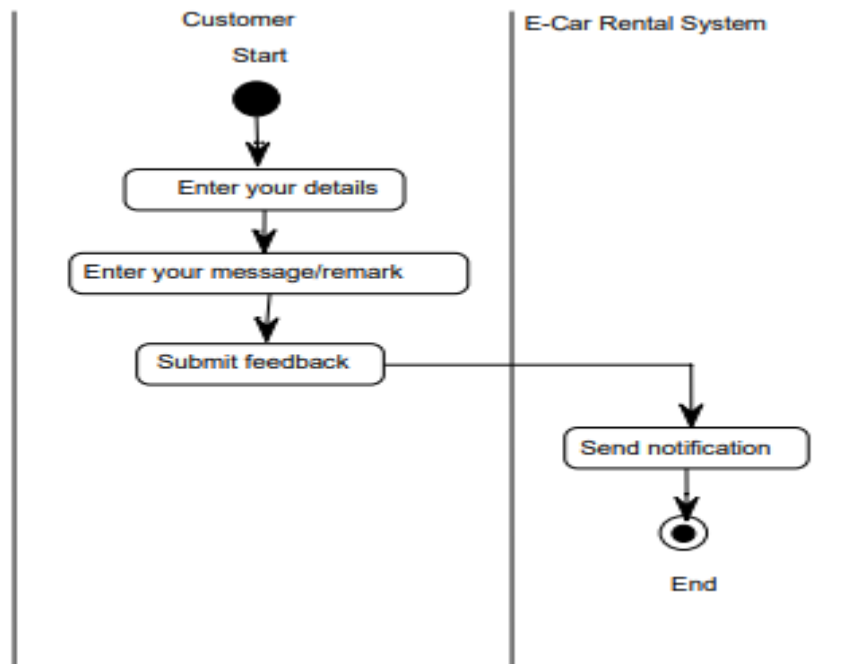 Customer
E-Car Rental System
Start
Enter your details
Enter your message/remark
Submit feedback
Send notification
End